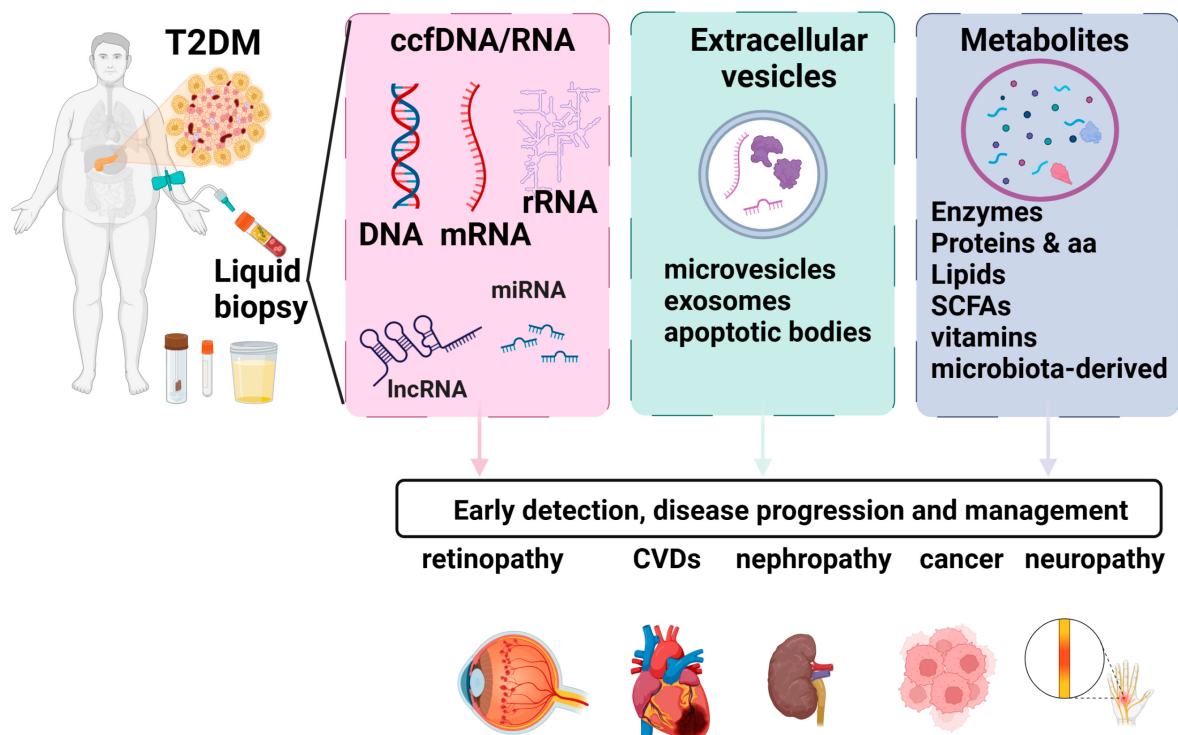 T2DM
Liquid
biopsy
ccfDNA/RNA
DNA
mRNA
rRNA
miRNA
lncRNA
Extracellular
vesicles
microvesicles
exosomes
apoptotic bodies
Metabolites
Enzymes
Proteins & aa
Lipids
SCFAs
vitamins
microbiota-derived
Early detection, disease progression and management
retinopathy
CVDs
nephropathy
cancer
neuropathy